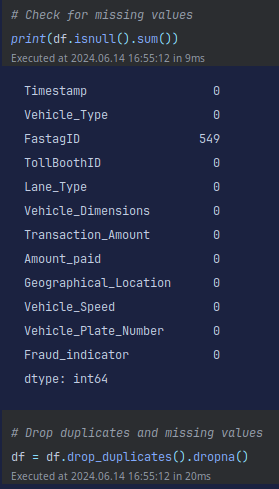 # Check for missing values
print(df.isnull().sum())
Executed at 2024.06.14 16:55:12 in 9ms
Timestamp 0
Vehicle_Type 0
FastagID 549
TollBoothID 0
Lane_Type 0
Vehicle_Dimensions 0
Transaction_Amount 0
Amount_paid 0
Geographical_Location 0
Vehicle_Speed 0
Vehicle_Plate_Number 0
Fraud_indicator 0
dtype: int64
# Drop duplicates and missing values
df = df.drop_duplicates().dropna()
Executed at 2024.06.14 16:55:12 in 20ms